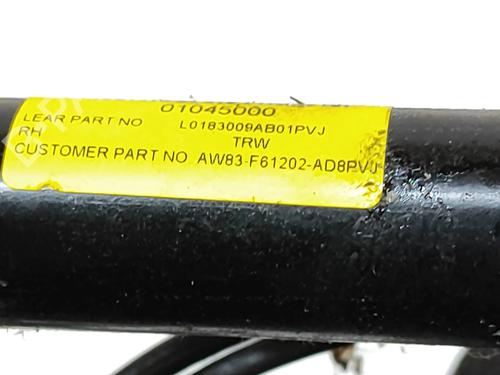 01045000
LEAR PART NO L0183009AB01PVJ
RH TRW
CUSTOMER PART NO AW83-F61202-AD8PVJ